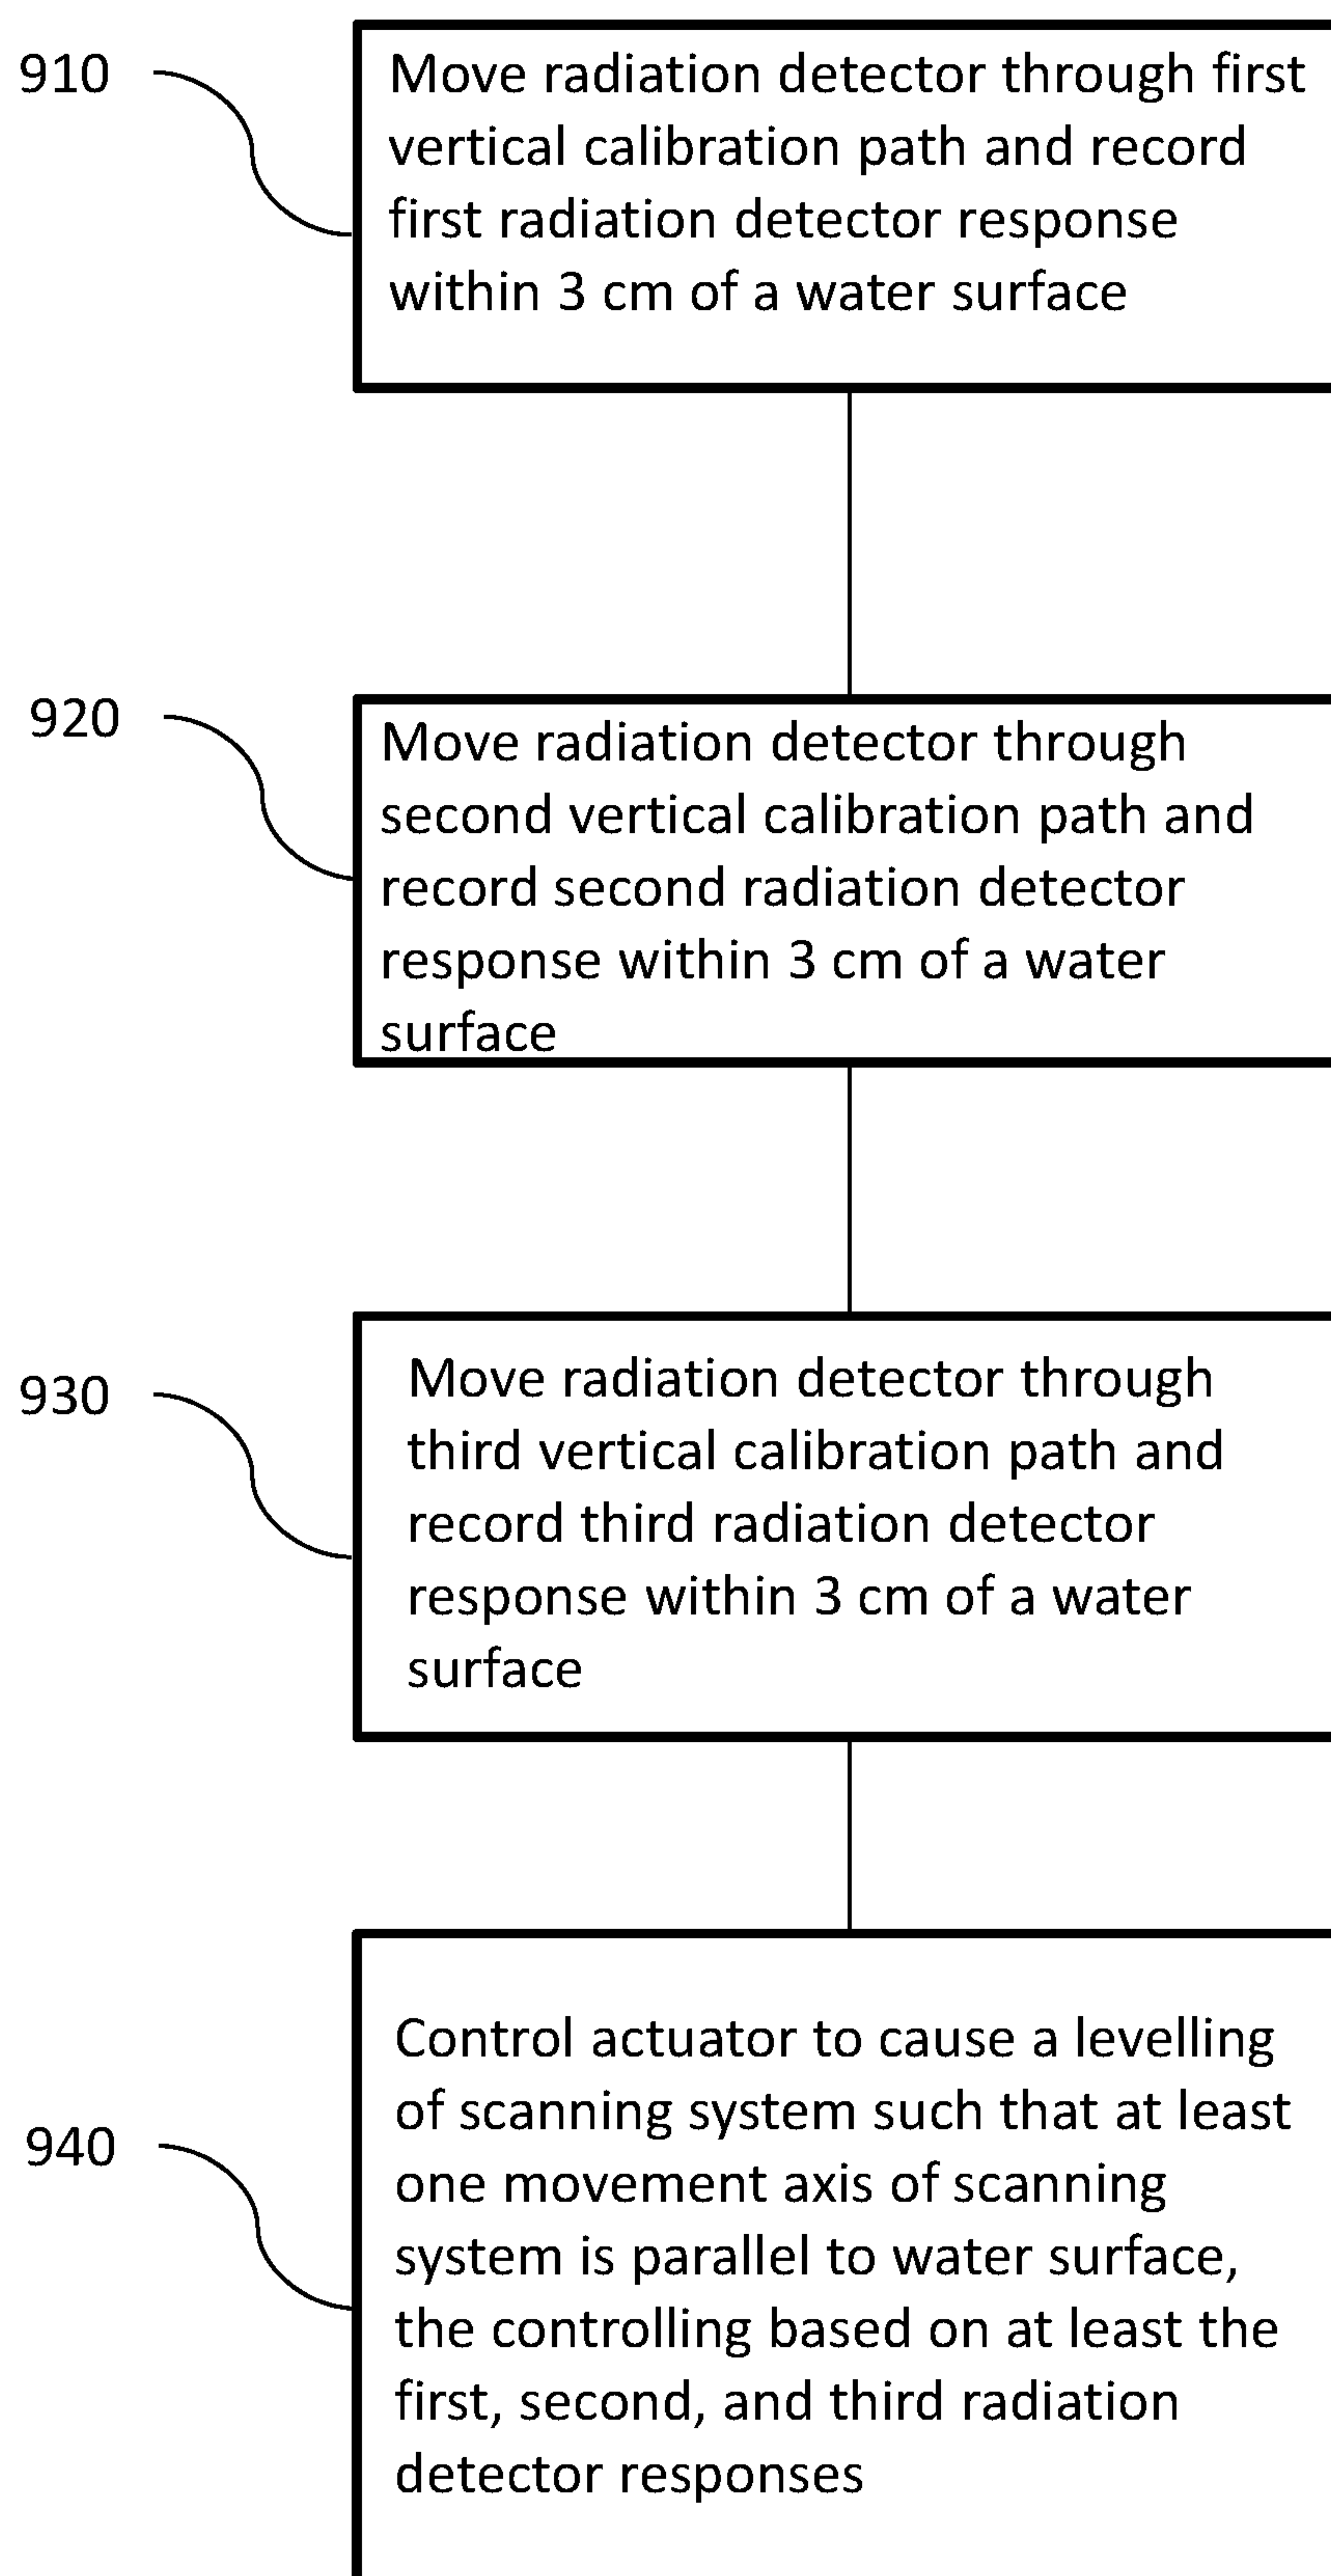 910
Move radiation detector through first
vertical calibration path and record
first radiation detector response
within 3 cm of a water surface
920
Move radiation detector through
second vertical calibration path and
record second radiation detector
response within 3 cm of a water
surface
930
Move radiation detector through
third vertical calibration path and
record third radiation detector
response within 3 cm of a water
surface
940
Control actuator to cause a levelling
of scanning system such that at least
one movement axis of scanning
system is parallel to water surface,
the controlling based on at least the
first, second, and third radiation
detector responses